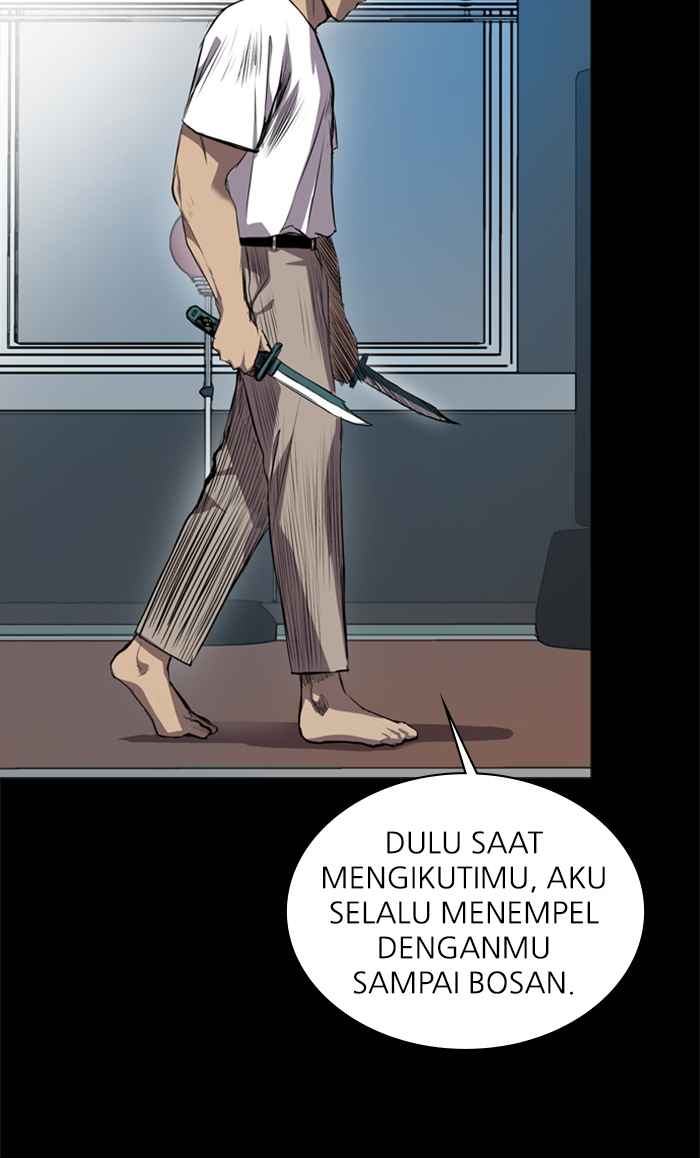 DULU SAAT
MENGIKUTIMU, AKU
SELALU MENEMPEL
DENGANMU
SAMPAI BOSAN.